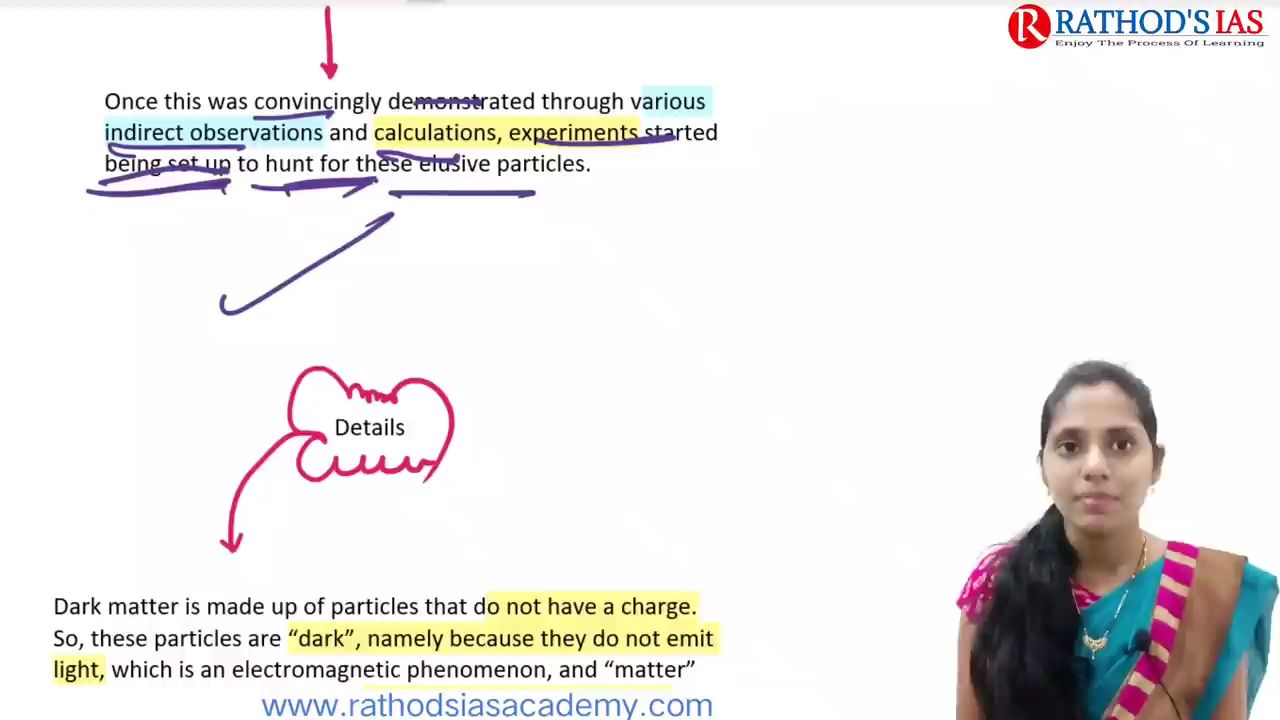 RATHOD'S IAS
Enjoy The Process Of Learning
Once this was convincingly demonstrated through various
indirect observations and calculations, experiments started
being set up to hunt for these elusive particles.
Details
Dark matter is made up of particles that do not have a charge.
So, these particles are “dark”, namely because they do not emit
light, which is an electromagnetic phenomenon, and “matter”
www.rathodsiasacademy.com